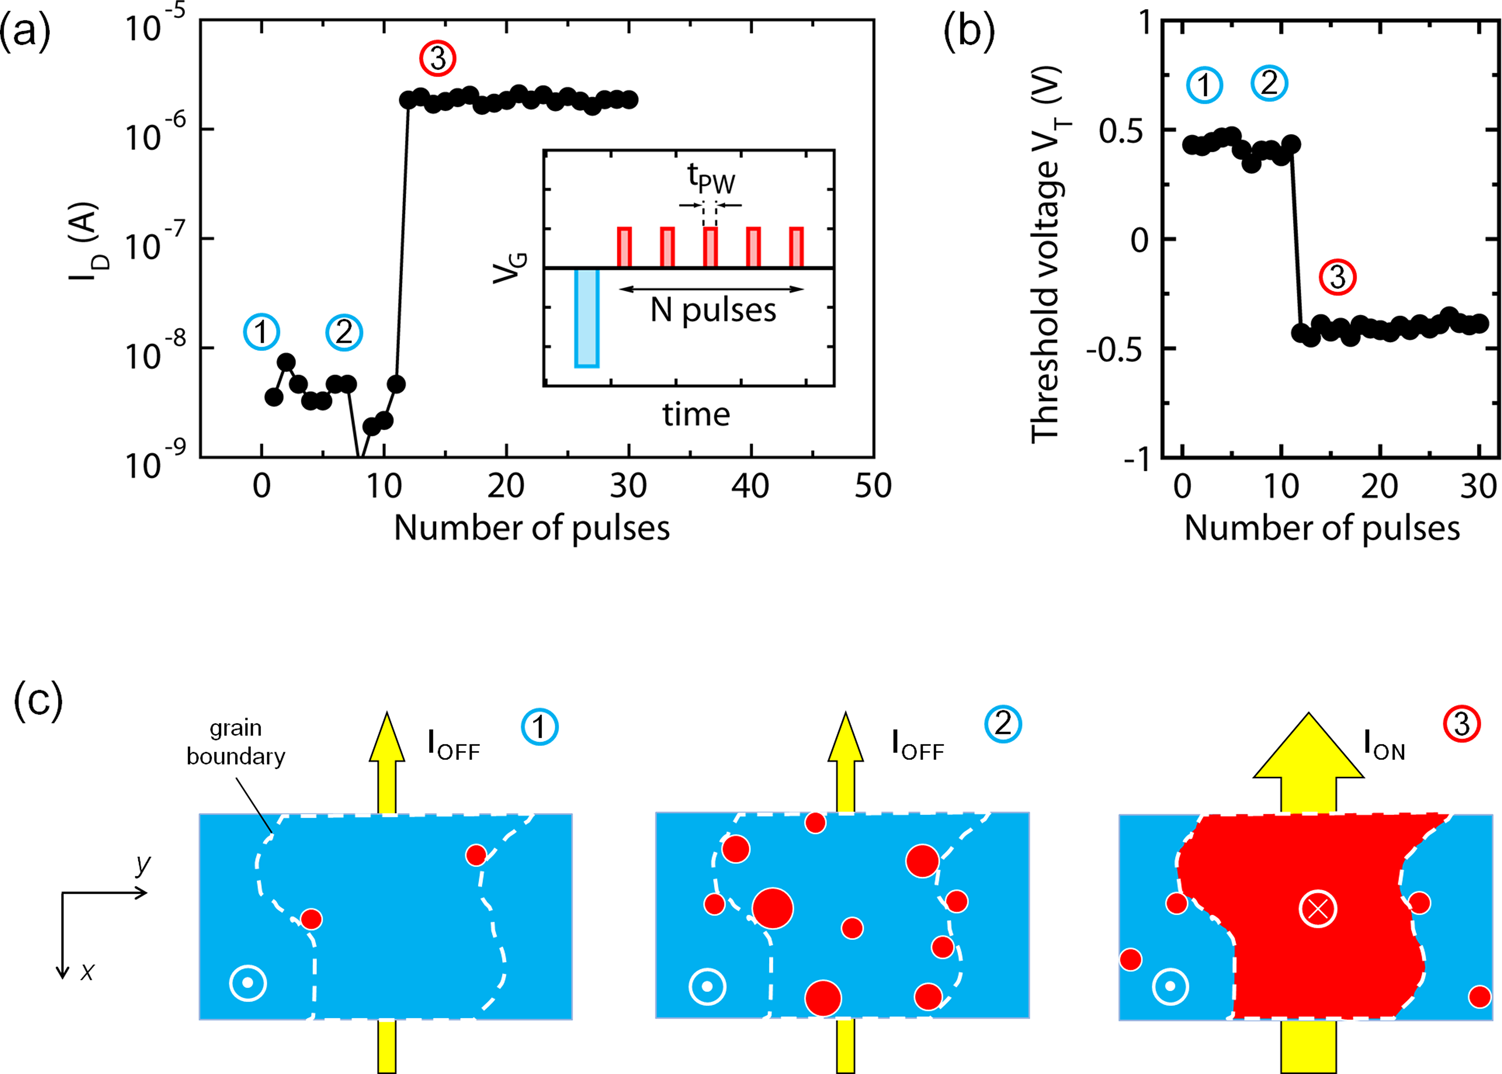 (a)
10^-5
10^-6
10^-7
10^-8
10^-9
I_D (A)
① ② ③
0 10 20 30 40 50
Number of pulses
t_PW
V_G
N pulses
time
(b)
1
0.5
0
-0.5
-1
Threshold voltage V_T (V)
① ② ③
0 10 20 30
Number of pulses
(c)
y
x
grain
boundary
I_OFF ①
I_OFF ②
I_ON ③